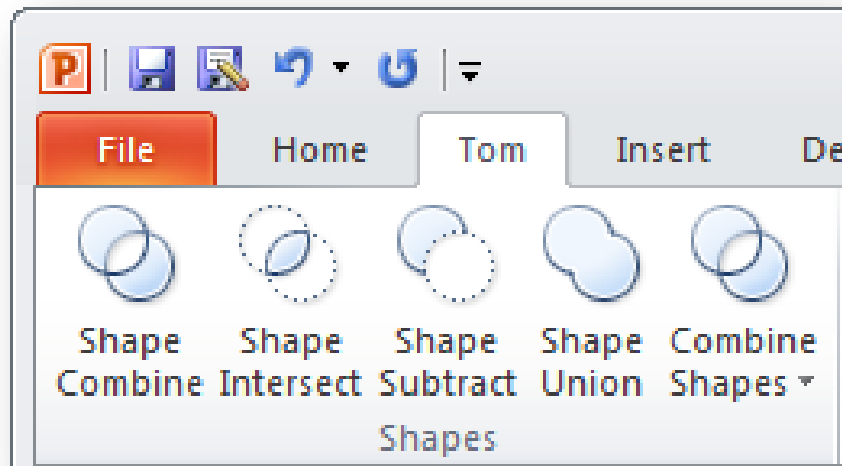 P
File Home Tom Insert De
Shape Combine
Shape Intersect
Shape Subtract
Shape Union
Combine Shapes
Shapes